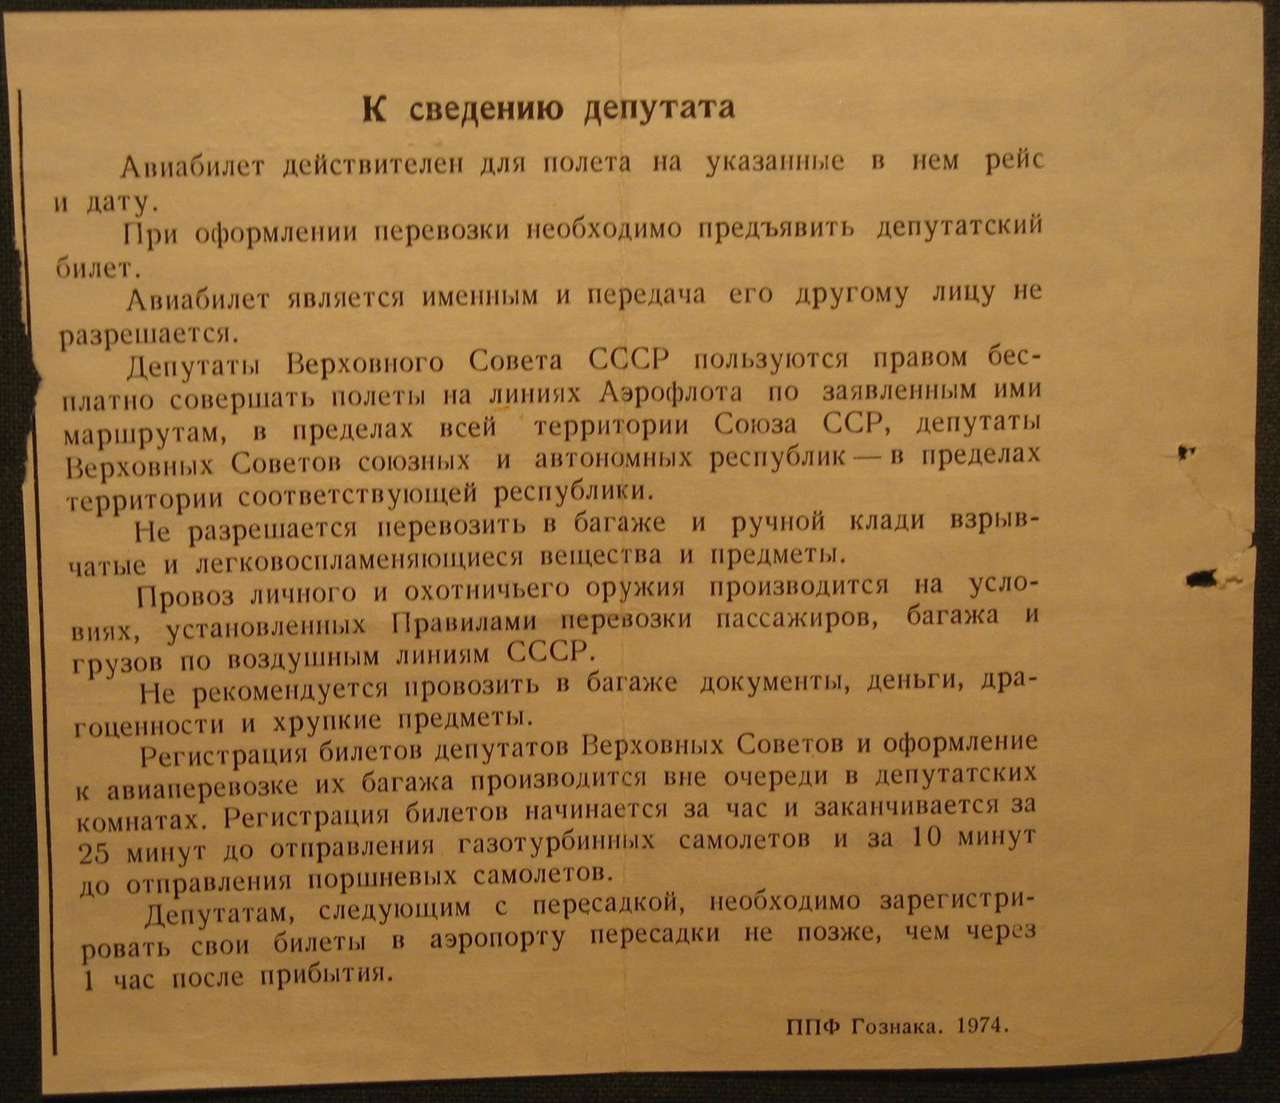 К сведению депутата
Авиабилет действителен для полета на указанные в нем рейс
и дату.
При оформлении перевозки необходимо предъявить депутатский
билет.
Авиабилет является именным и передача его другому лицу не
разрешается.
Депутаты Верховного Совета СССР пользуются правом бес-
платно совершать полеты на линиях Аэрофлота по заявленным ими
маршрутам, в пределах всей территории Союза ССР, депутаты
Верховных Советов союзных и автономных республик — в пределах
территории соответствующей республики.
Не разрешается перевозить в багаже и ручной клади взрыв-
чатые и легковоспламеняющиеся вещества и предметы.
Провоз личного и охотничьего оружия производится на усло-
виях, установленных Правилами перевозки пассажиров, багажа и
грузов по воздушным линиям СССР.
Не рекомендуется провозить в багаже документы, деньги, дра-
гоценности и хрупкие предметы.
Регистрация билетов депутатов Верховных Советов и оформление
к авиаперевозке их багажа производится вне очереди в депутатских
комнатах. Регистрация билетов начинается за час и заканчивается за
25 минут до отправления газотурбинных самолетов и за 10 минут
до отправления поршневых самолетов.
Депутатам, следующим с пересадкой, необходимо зарегистри-
ровать свои билеты в аэропорту пересадки не позже, чем через
1 час после прибытия.
ППФ Гознака. 1974.